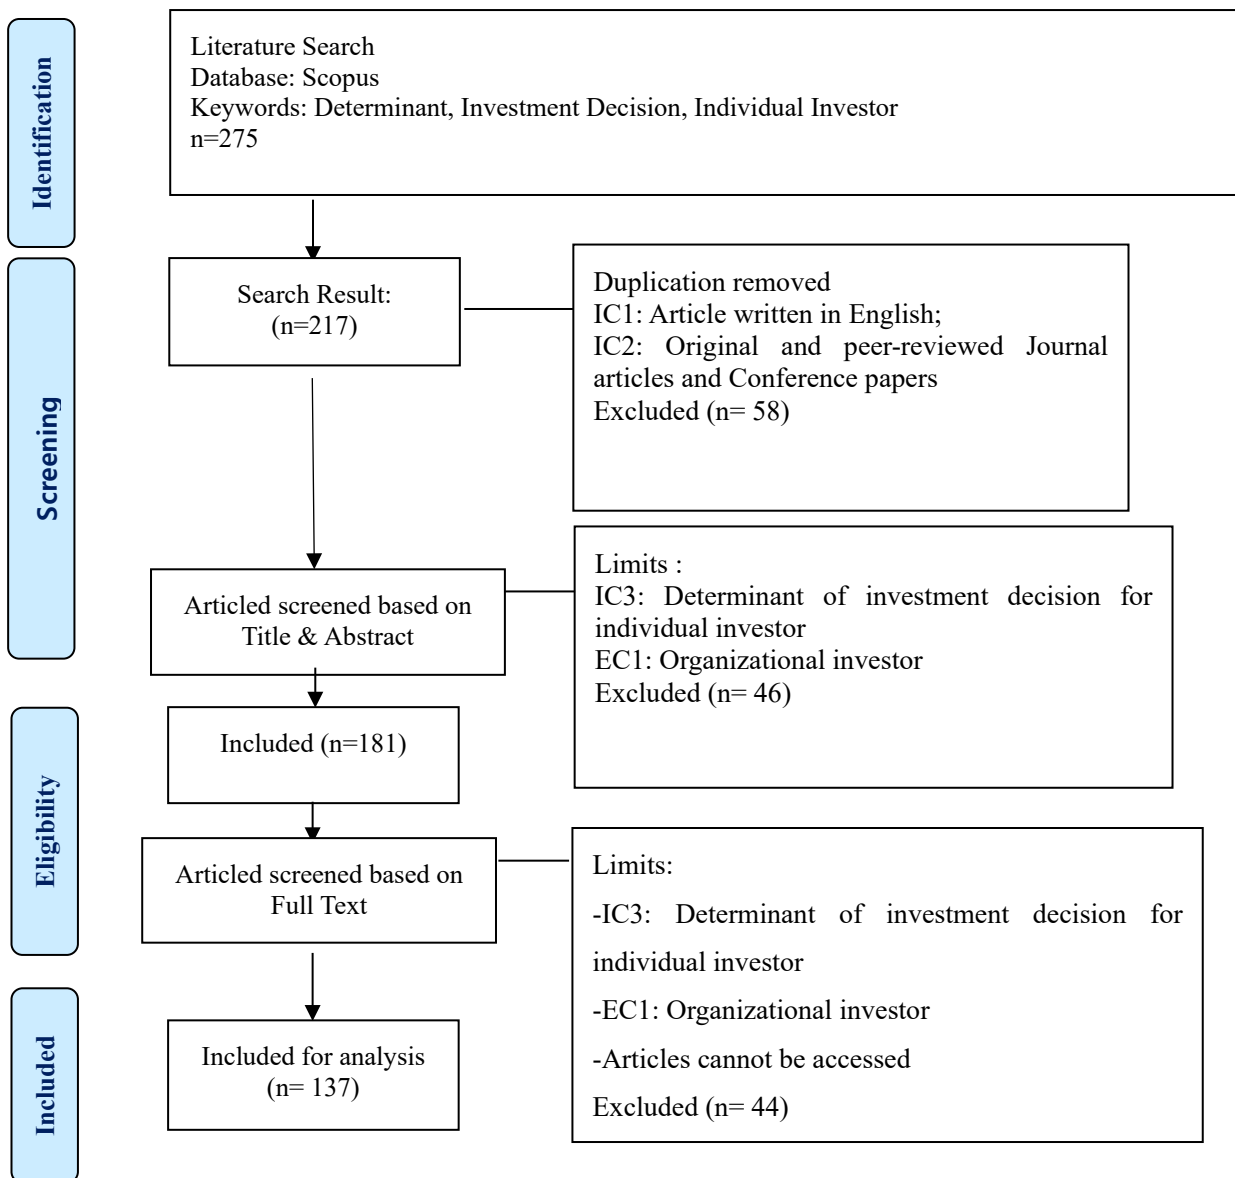 Identification
Literature Search
Database: Scopus
Keywords: Determinant, Investment Decision, Individual Investor
n=275
Screening
Search Result:
(n=217)
Duplication removed
IC1: Article written in English;
IC2: Original and peer-reviewed Journal
articles and Conference papers
Excluded (n= 58)
Articled screened based on
Title & Abstract
Limits :
IC3: Determinant of investment decision for
individual investor
EC1: Organizational investor
Excluded (n= 46)
Eligibility
Included (n=181)
Articled screened based on
Full Text
Limits:
-IC3: Determinant of investment decision for
individual investor
-EC1: Organizational investor
-Articles cannot be accessed
Excluded (n= 44)
Included
Included for analysis
(n= 137)